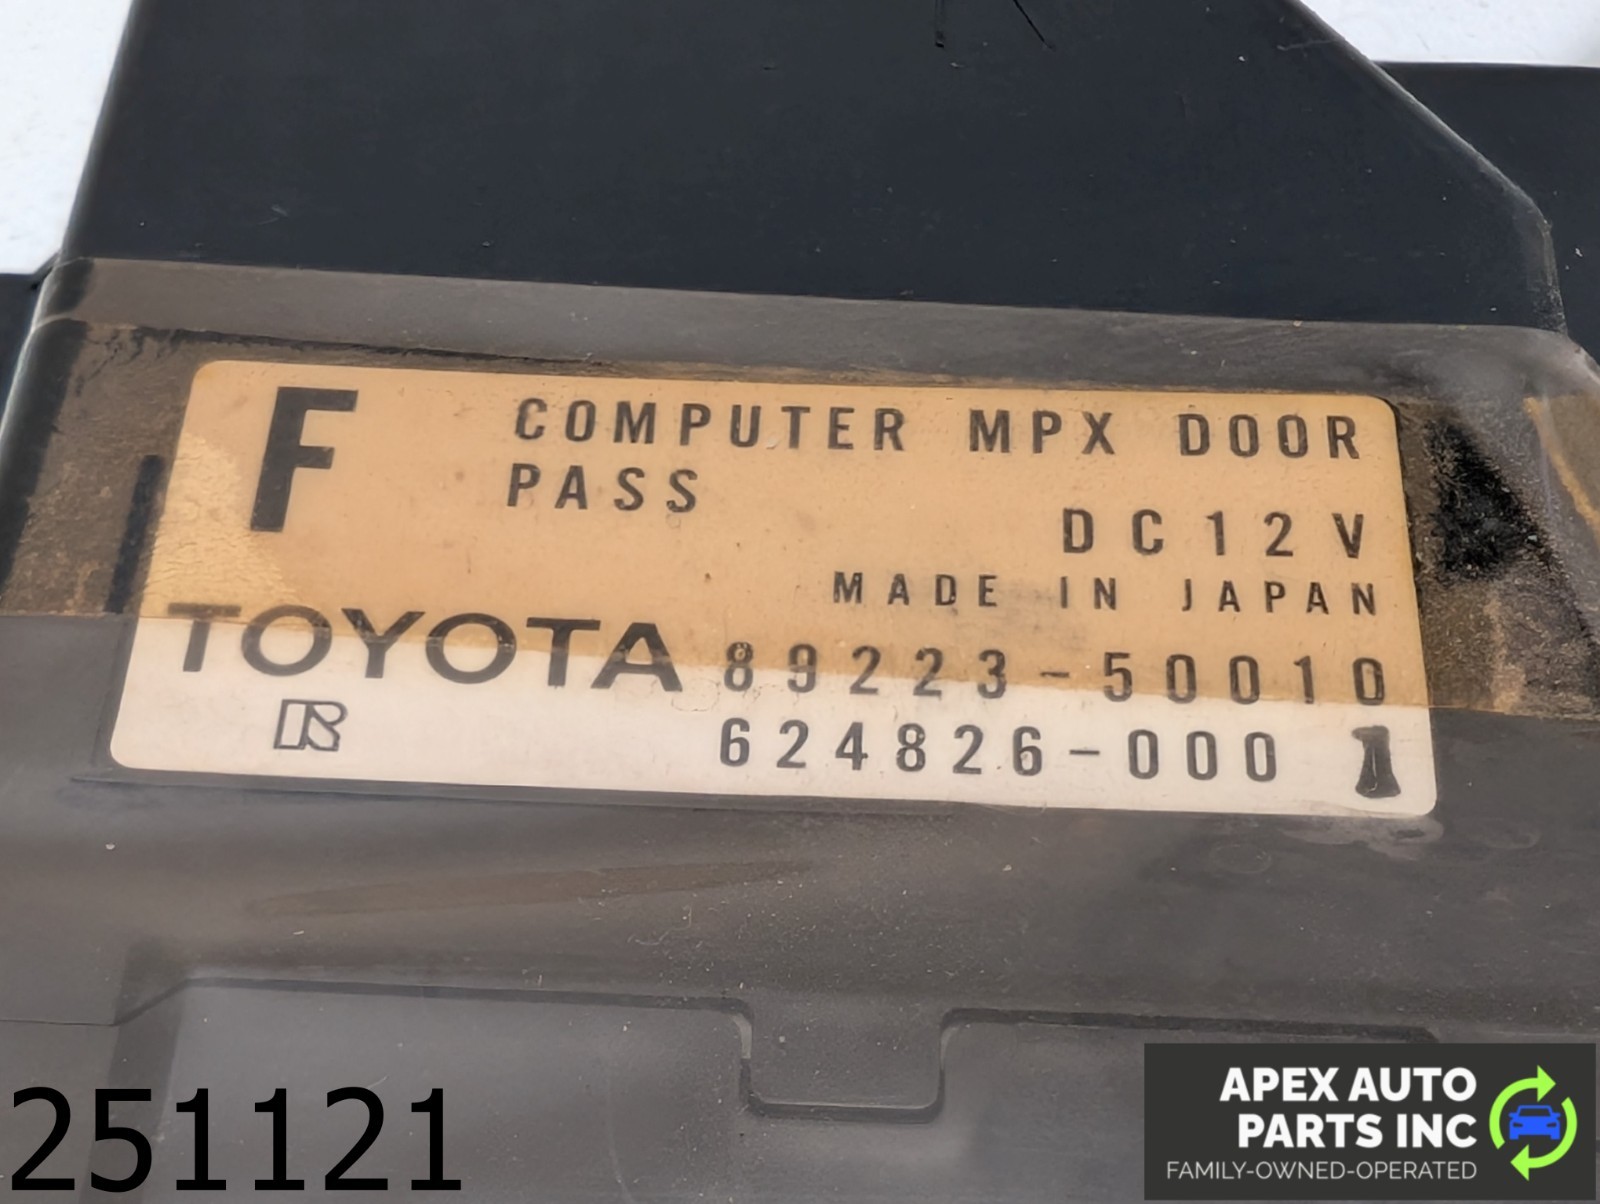 F
COMPUTER MPX DOOR
PASS
DC12V
MADE IN JAPAN
TOYOTA 89223-50010
R 624826-000 1
251121
APEX AUTO
PARTS INC
FAMILY-OWNED-OPERATED